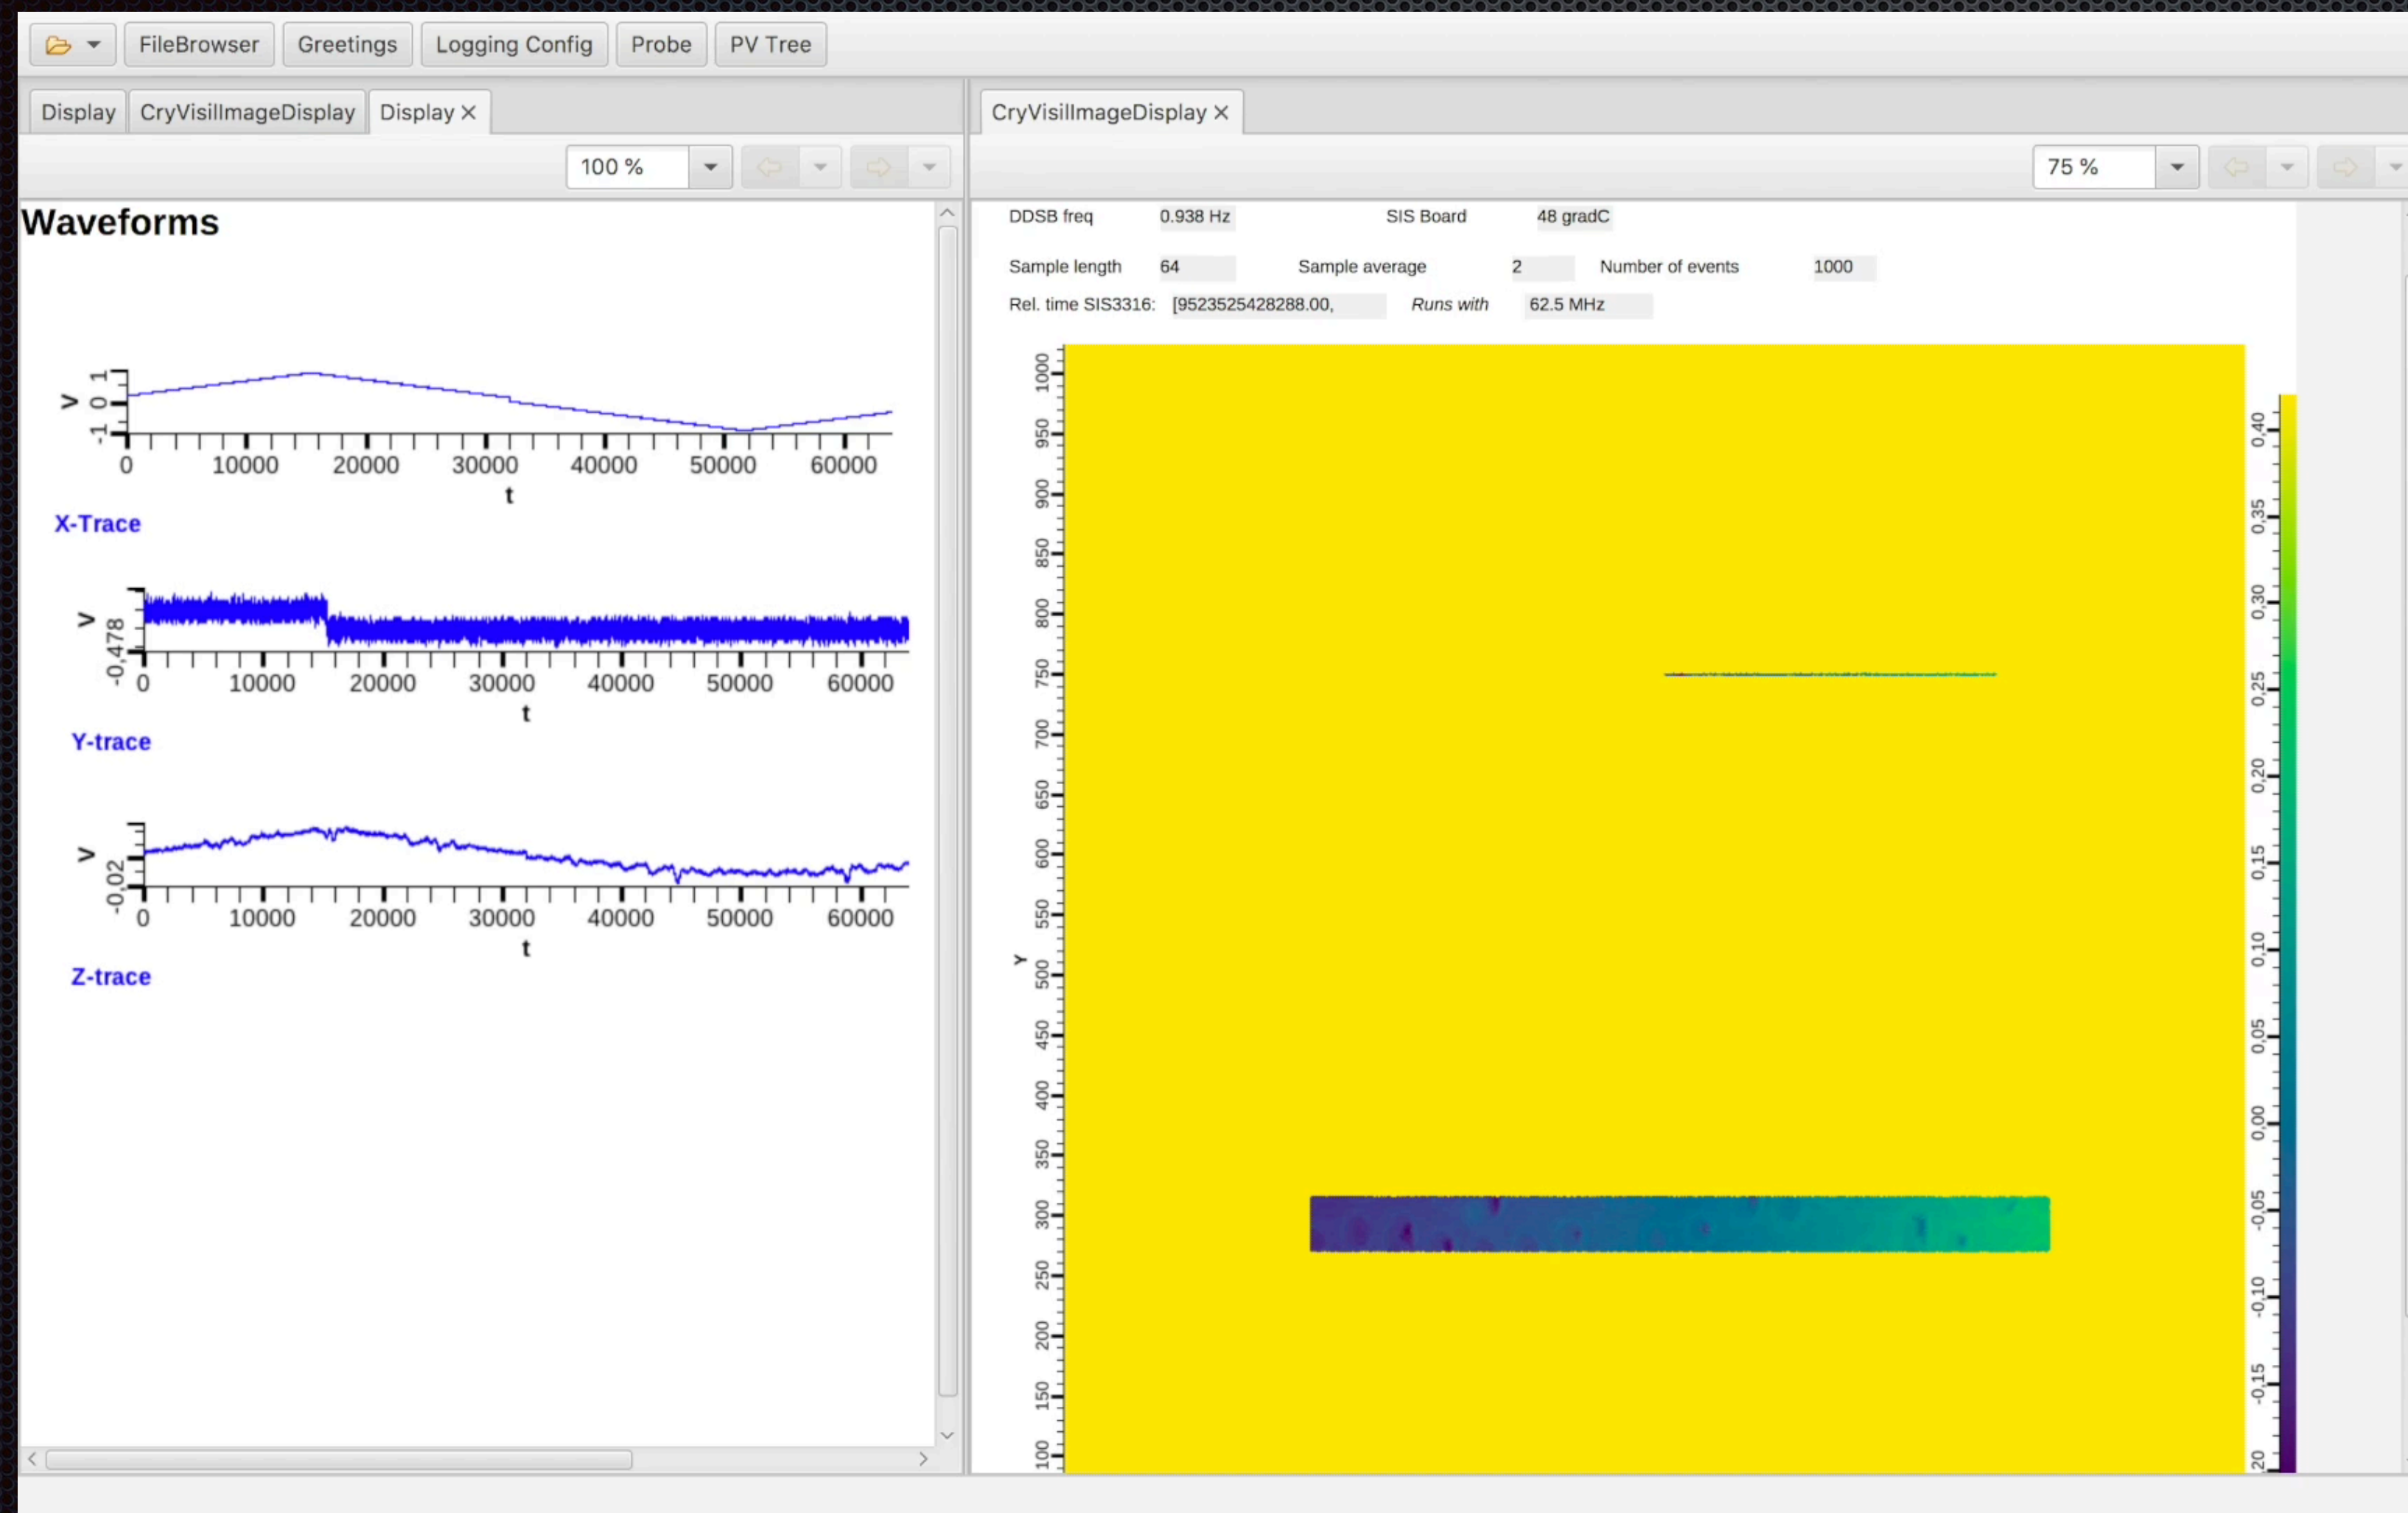 FileBrowser Greetings Logging Config Probe PV Tree
Display CryVisiIImageDisplay Display
100 %
Waveforms
V
1
0
-1
0 10000 20000 30000 40000 50000 60000
t
X-Trace
V
-0,478
0 10000 20000 30000 40000 50000 60000
t
Y-trace
V
-0,02
0 10000 20000 30000 40000 50000 60000
t
Z-trace
CryVisiIImageDisplay
75 %
DDSB freq 0.938 Hz SIS Board 48 gradC
Sample length 64 Sample average 2 Number of events 1000
Rel. time SIS3316: [9523525428288.00, Runs with 62.5 MHz
Y
1000
950
900
850
800
750
700
650
600
550
500
450
400
350
300
250
200
150
100
0,40
0,35
0,30
0,25
0,20
0,15
0,10
0,05
0,00
-0,05
-0,10
-0,15
20